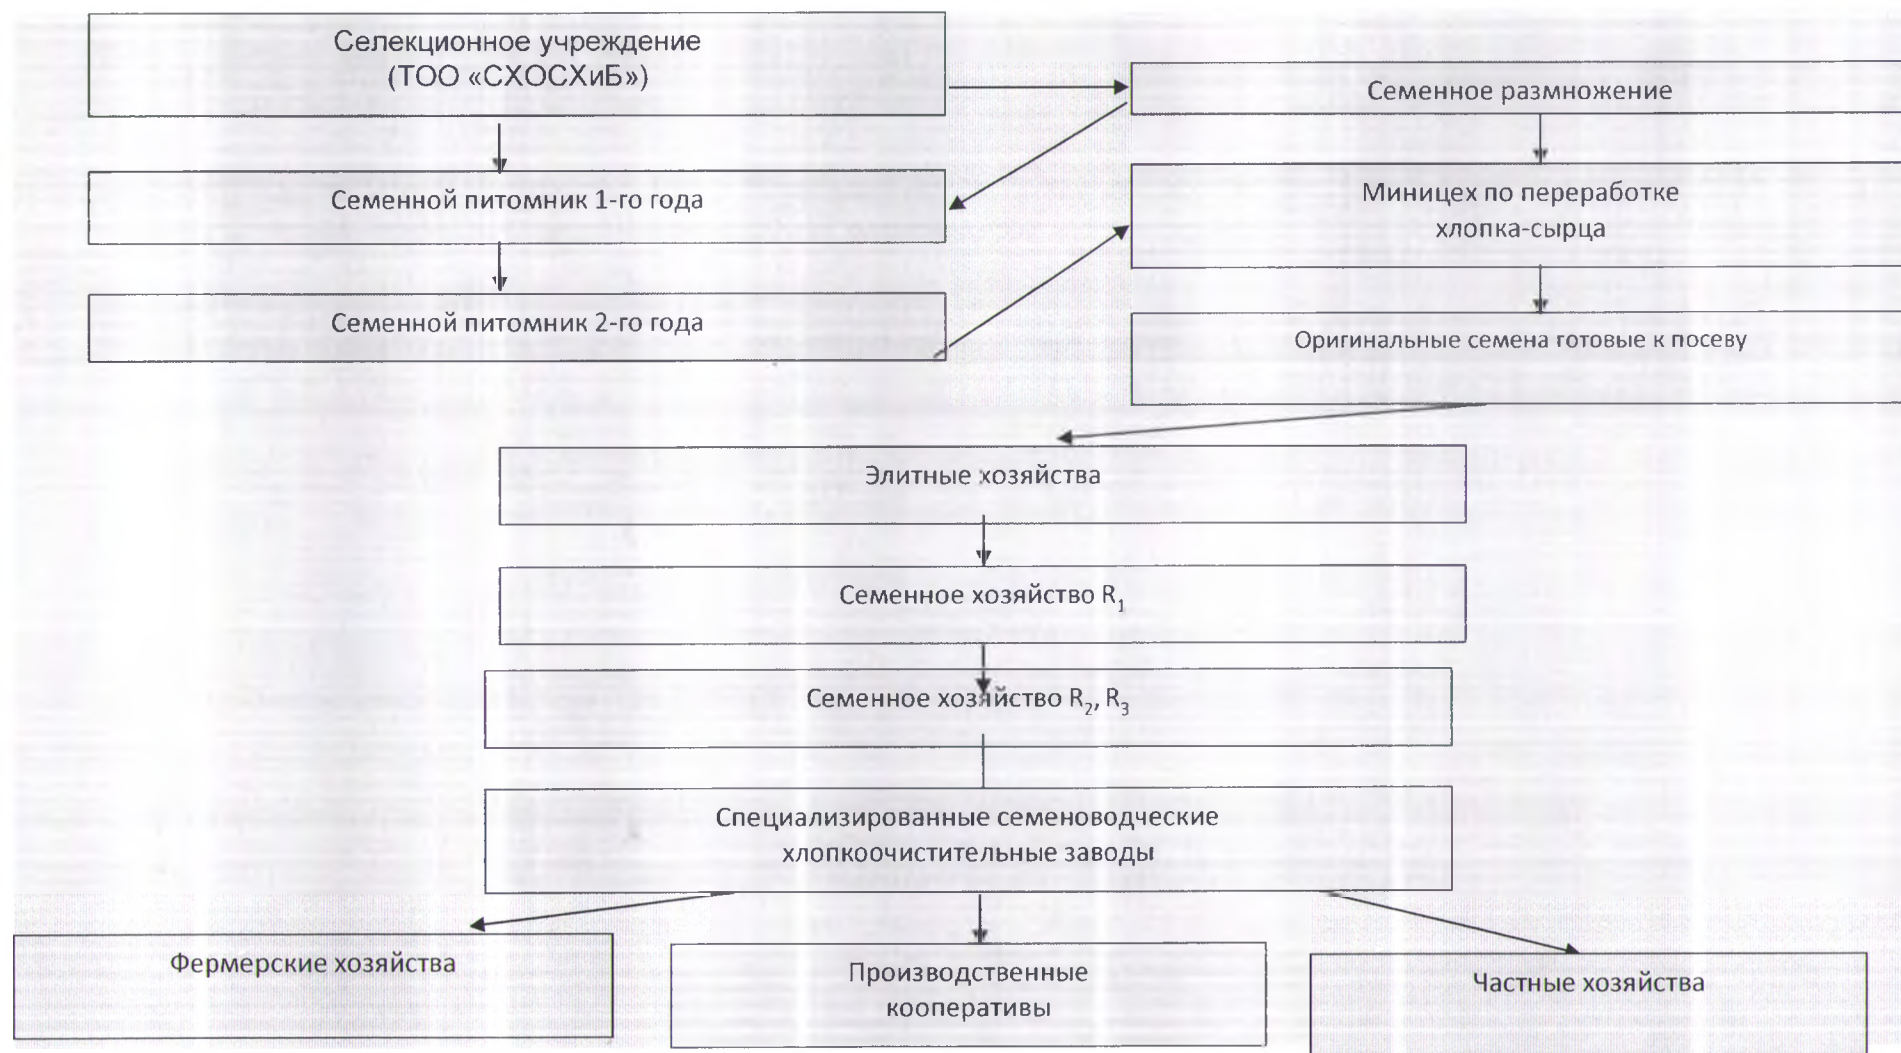 Селекционное учреждение
(ТОО «СХОСХиБ»)
Семенное размножение
Семенной питомник 1-го года
Миницех по переработке
хлопка-сырца
Семенной питомник 2-го года
Оригинальные семена готовые к посеву
Элитные хозяйства
Семенное хозяйство R₁
Семенное хозяйство R₂, R₃
Специализированные семеноводческие
хлопкоочистительные заводы
Фермерские хозяйства
Производственные
кооперативы
Частные хозяйства